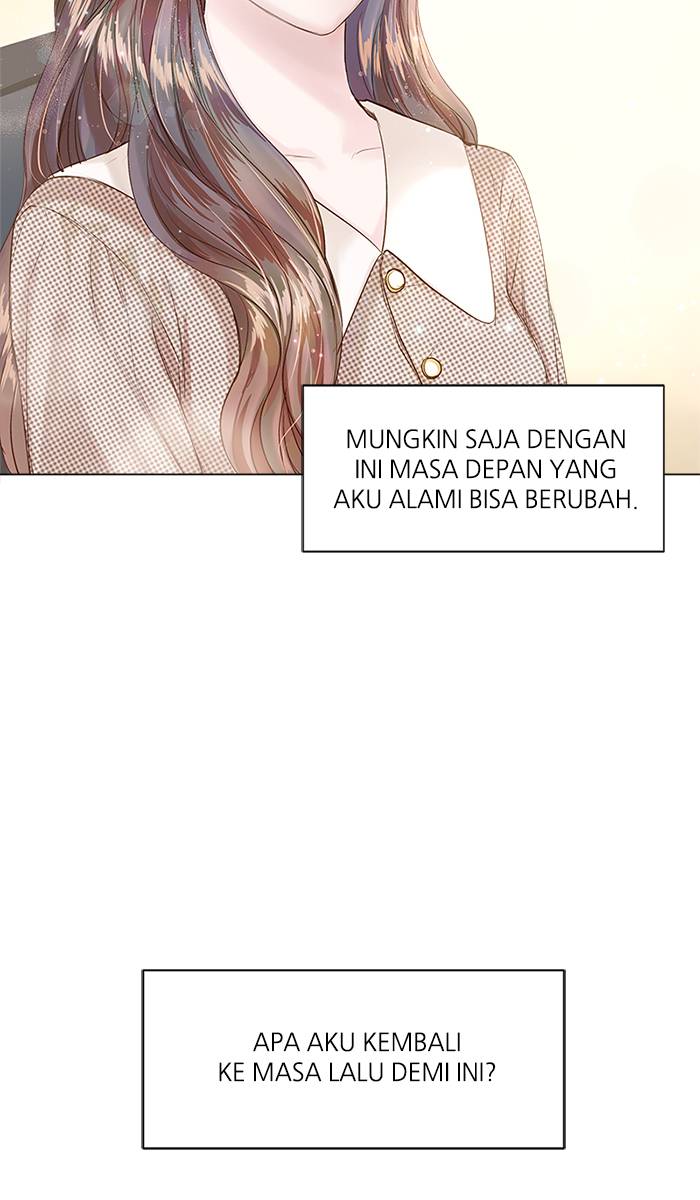 MUNGKIN SAJA DENGAN
INI MASA DEPAN YANG
AKU ALAMI BISA BERUBAH.
APA AKU KEMBALI
KE MASA LALU DEMI INI?